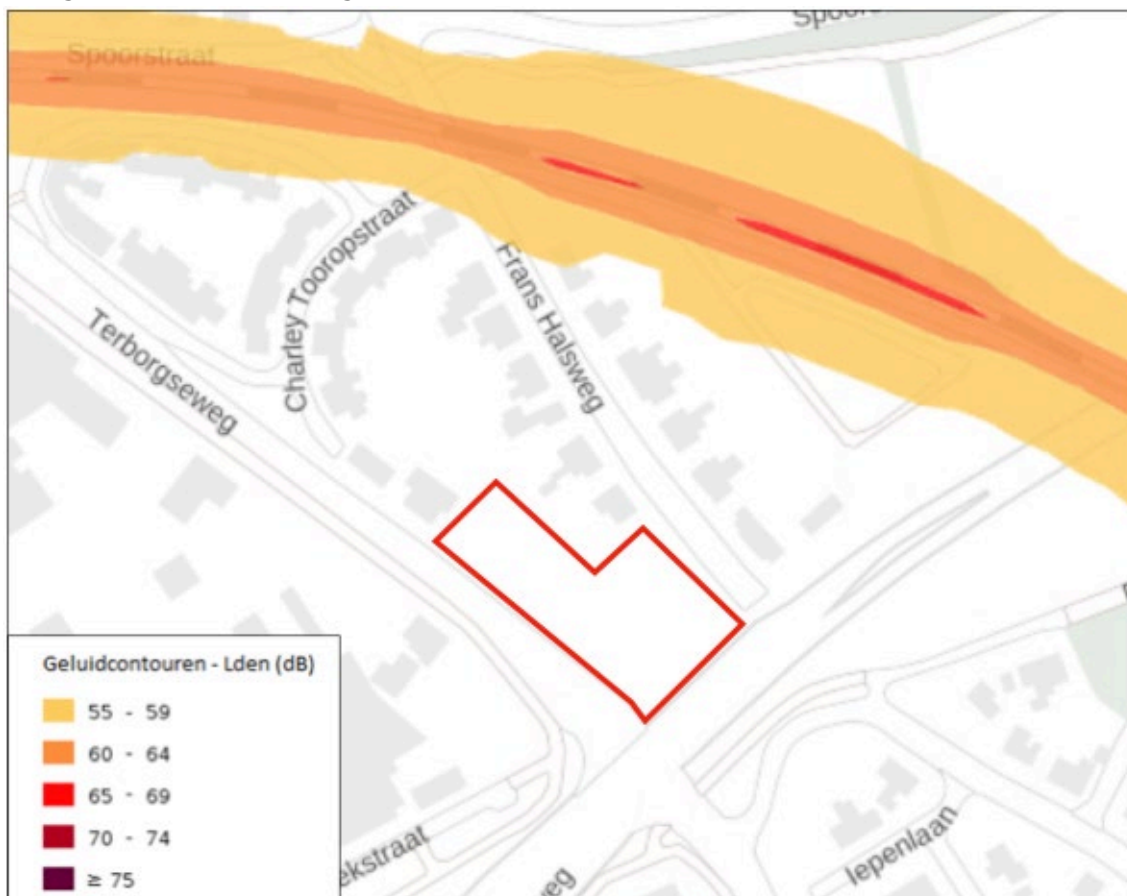 Spoorstraat
Charley Tooropstraat
Frans Halsweg
Terborgseweg
Iepenlaan
Geluidcontouren - Lden (dB)
55 - 59
60 - 64
65 - 69
70 - 74
≥ 75